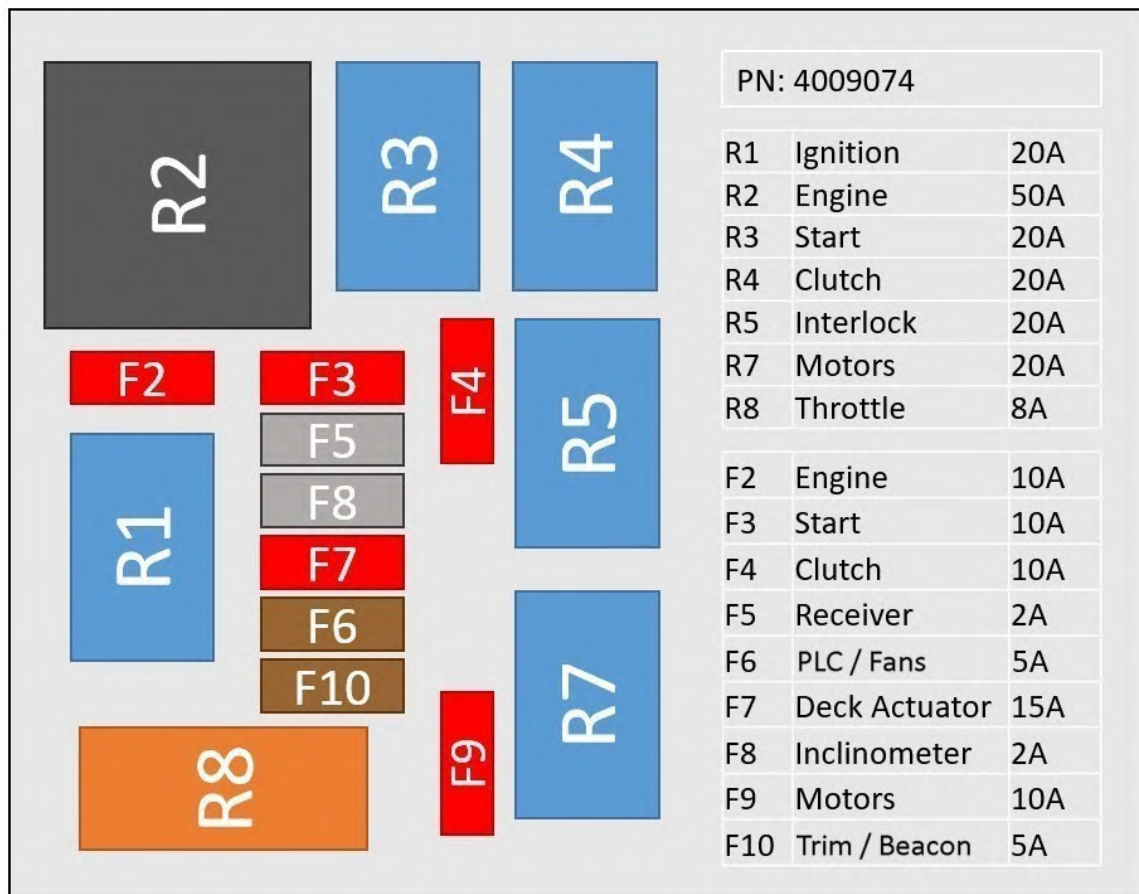 R2
R3
R4
F2
F3
F4
F5
F8
R5
R1
F7
F6
F10
R7
F9
R8
PN: 4009074
R1 Ignition 20A
R2 Engine 50A
R3 Start 20A
R4 Clutch 20A
R5 Interlock 20A
R7 Motors 20A
R8 Throttle 8A
F2 Engine 10A
F3 Start 10A
F4 Clutch 10A
F5 Receiver 2A
F6 PLC / Fans 5A
F7 Deck Actuator 15A
F8 Inclinometer 2A
F9 Motors 10A
F10 Trim / Beacon 5A